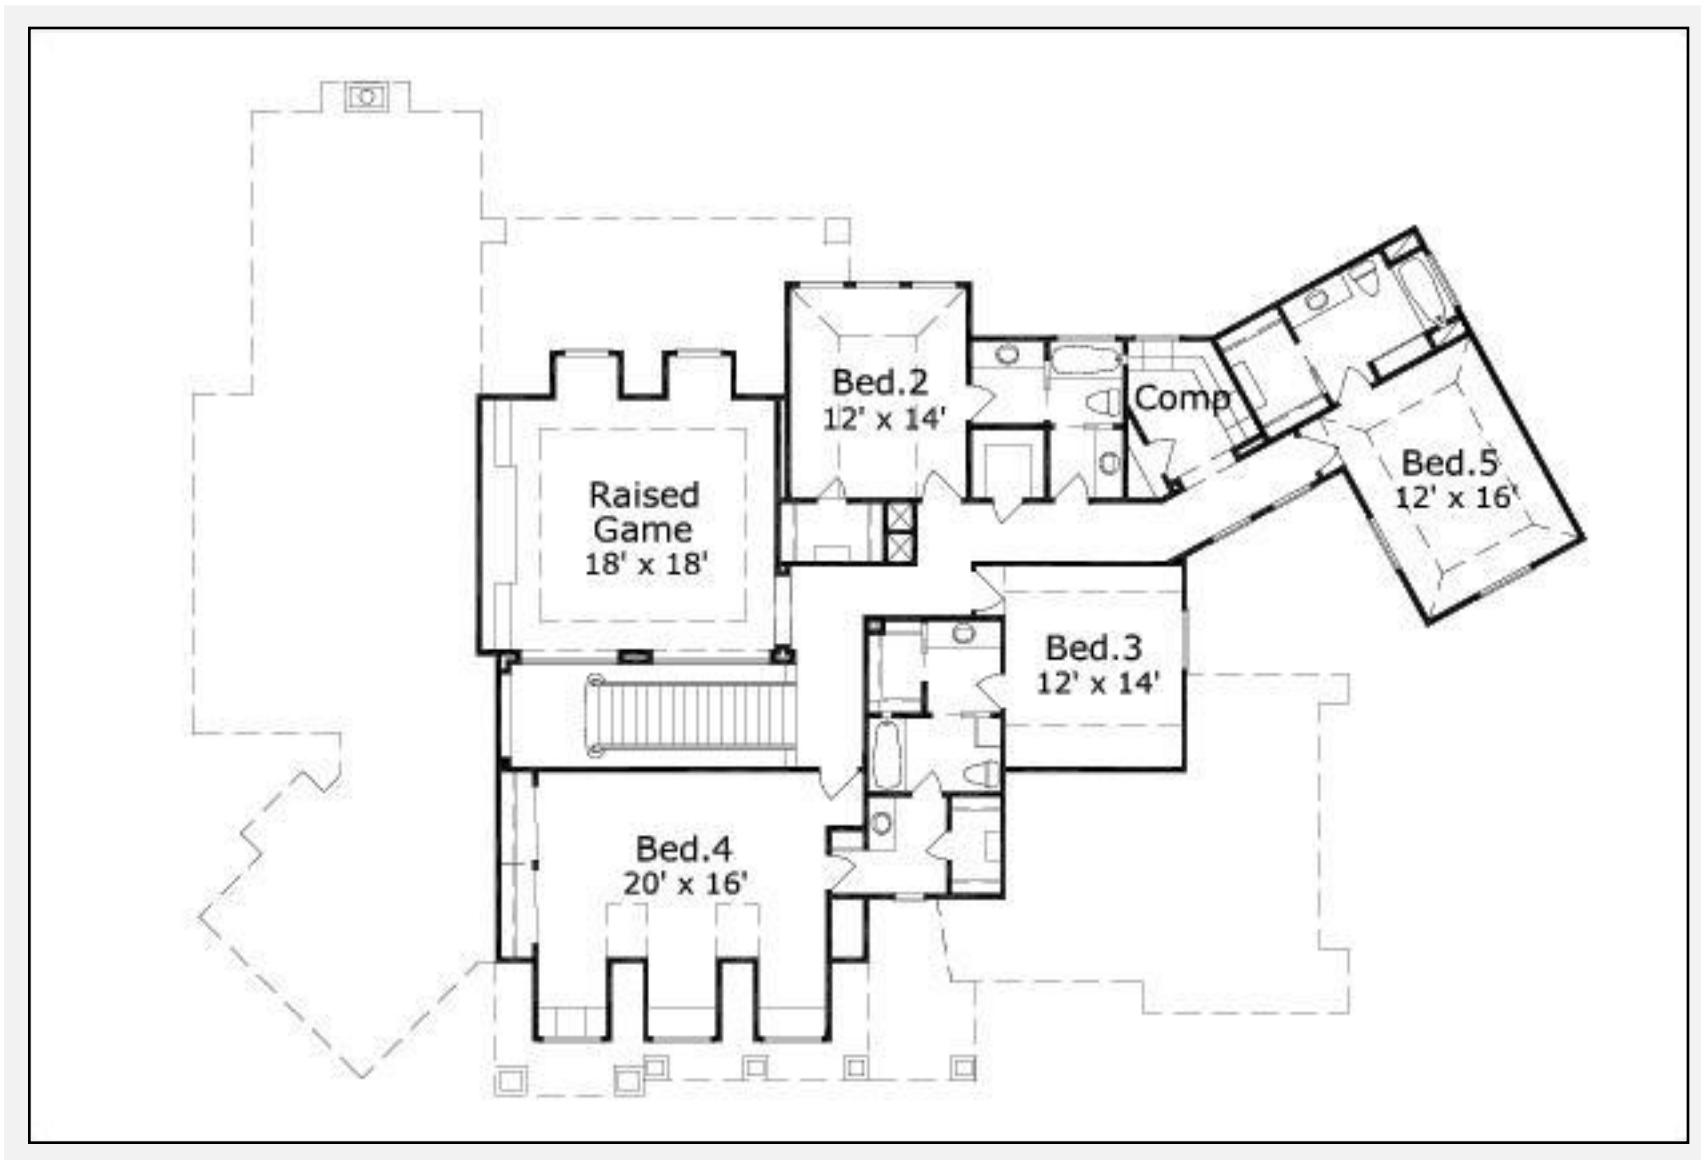 Bed.2
12' x 14'
Comp
Bed.5
12' x 16'
Raised
Game
18' x 18'
Bed.3
12' x 14'
Bed.4
20' x 16'